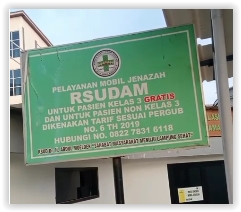 PELAYANAN MOBIL JENAZAH
RSUDAM
UNTUK PASIEN KELAS 3 GRATIS
DAN UNTUK PASIEN NON KELAS 3
DIKENAKAN TARIF SESUAI PERGUB
NO. 6 TH 2019
HUBUNGI NO. 0822 7831 6118